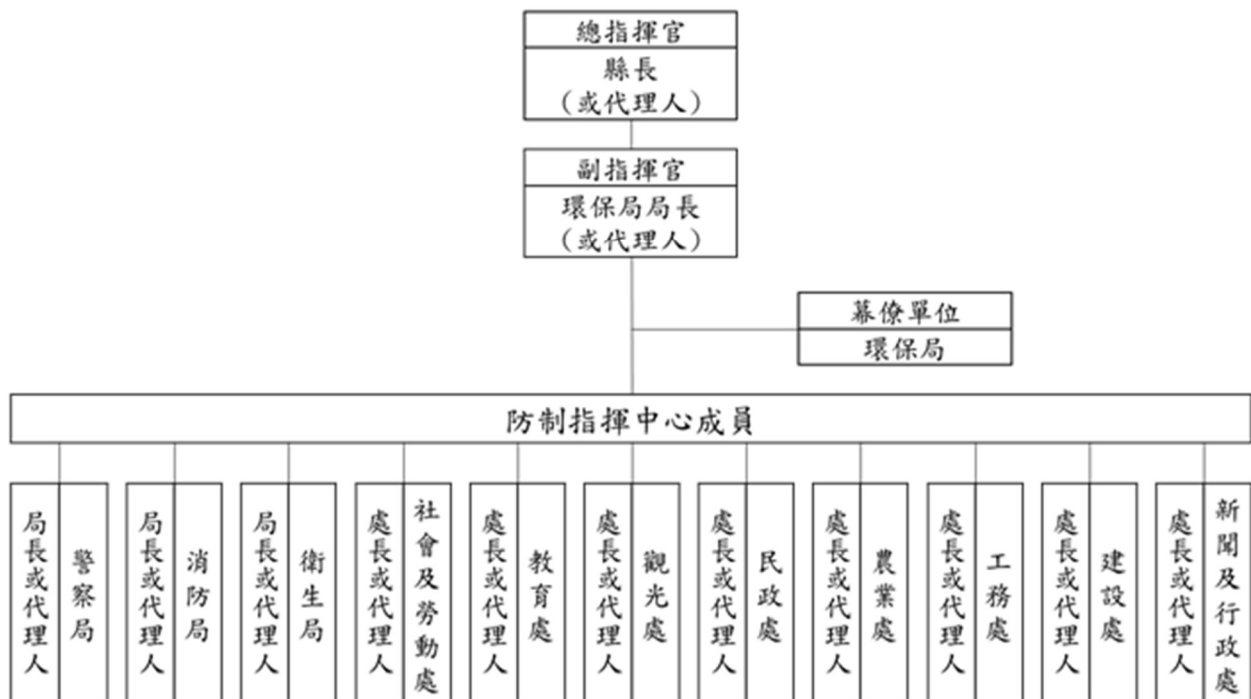 總指揮官
縣長
（或代理人）
副指揮官
環保局局長
（或代理人）
幕僚單位
環保局
防制指揮中心成員
警察局
局長或代理人
消防局
局長或代理人
衛生局
局長或代理人
社會及勞動處
處長或代理人
教育處
處長或代理人
觀光處
處長或代理人
民政處
處長或代理人
農業處
處長或代理人
工務處
處長或代理人
建設處
處長或代理人
新聞及行政處
處長或代理人